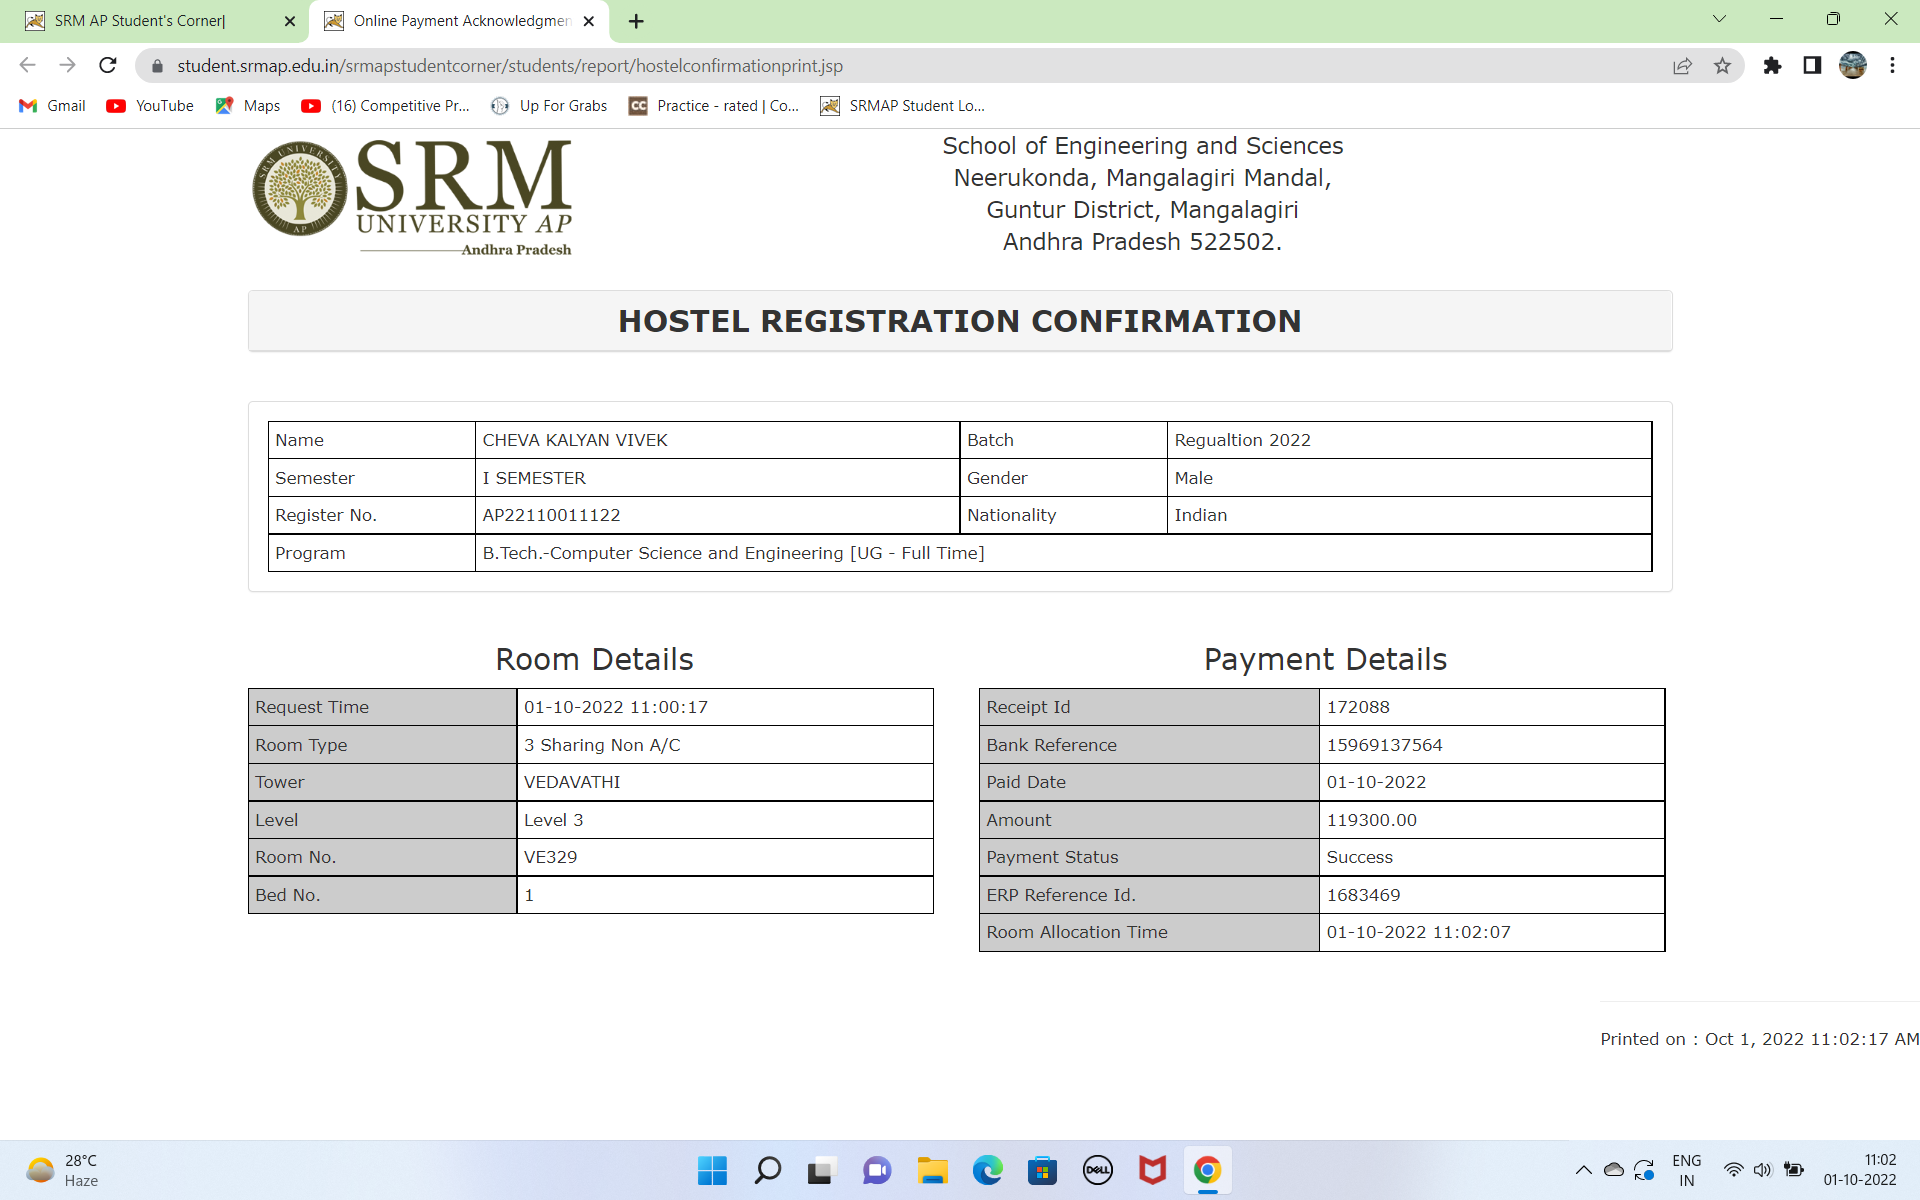 SRM AP Student's Corner|
Online Payment Acknowledgmen
student.srmap.edu.in/srmapstudentcorner/students/report/hostelconfirmationprint.jsp
Gmail YouTube Maps (16) Competitive Pr... Up For Grabs CC Practice - rated | Co... SRMAP Student Lo...
SRM UNIVERSITY
AP
SRM
UNIVERSITY AP
Andhra Pradesh
School of Engineering and Sciences
Neerukonda, Mangalagiri Mandal,
Guntur District, Mangalagiri
Andhra Pradesh 522502.
HOSTEL REGISTRATION CONFIRMATION
Name CHEVA KALYAN VIVEK Batch Regualtion 2022
Semester I SEMESTER Gender Male
Register No. AP22110011122 Nationality Indian
Program B.Tech.-Computer Science and Engineering [UG - Full Time]
Room Details
Request Time 01-10-2022 11:00:17
Room Type 3 Sharing Non A/C
Tower VEDAVATHI
Level Level 3
Room No. VE329
Bed No. 1
Payment Details
Receipt Id 172088
Bank Reference 15969137564
Paid Date 01-10-2022
Amount 119300.00
Payment Status Success
ERP Reference Id. 1683469
Room Allocation Time 01-10-2022 11:02:07
Printed on : Oct 1, 2022 11:02:17 AM
28°C
Haze
DELL
ENG
IN
11:02
01-10-2022